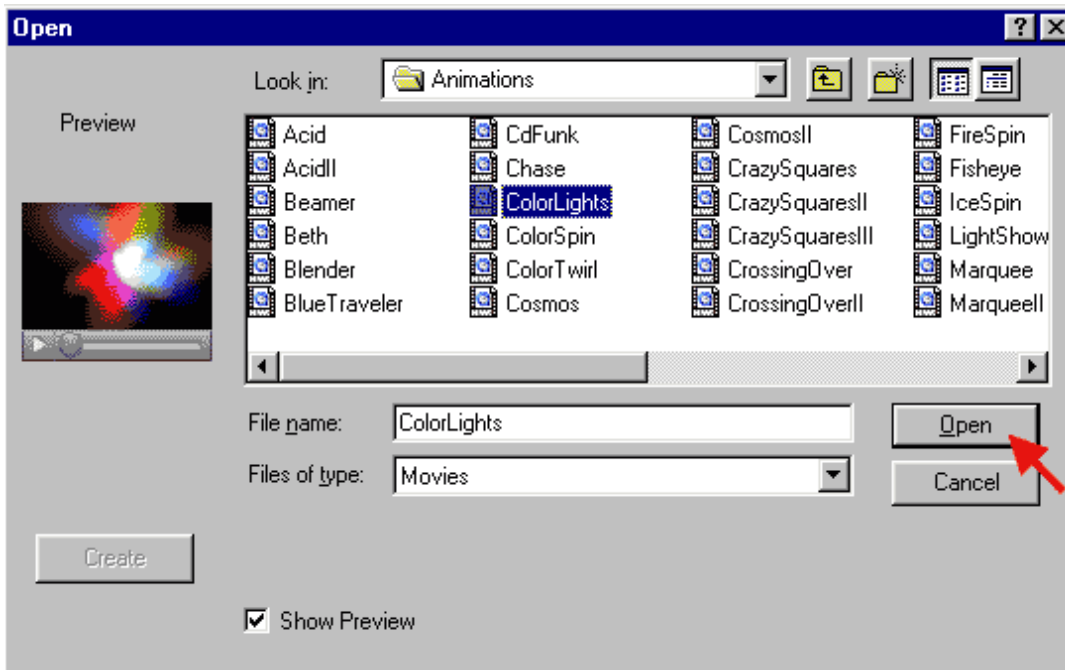 Open
Look in: Animations
Preview
Acid CdFunk CosmosII FireSpin
AcidII Chase CrazySquares Fisheye
Beamer ColorLights CrazySquaresII IceSpin
Beth ColorSpin CrazySquaresIII LightShow
Blender ColorTwirl CrossingOver Marquee
BlueTraveler Cosmos CrossingOverII MarqueeII
File name: ColorLights Open
Files of type: Movies Cancel
Create
Show Preview